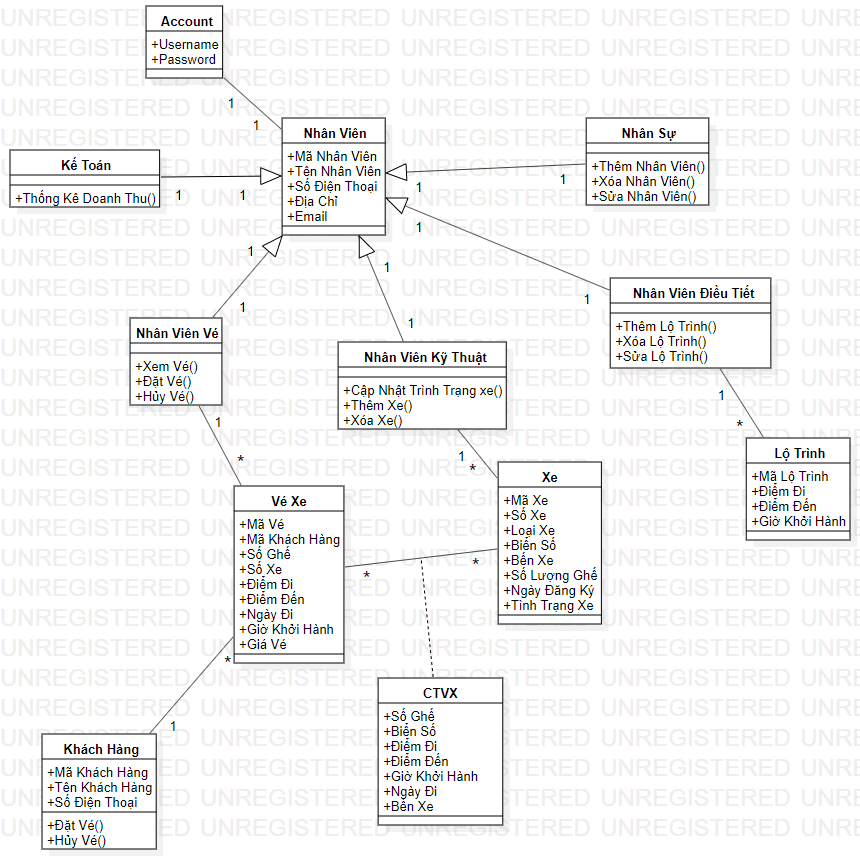 UNREGISTERED UNREGISTERED UNREGISTERED UNREGISTERED
Account
+Username
+Password
1
1
Nhân Viên
+Mã Nhân Viên
+Tên Nhân Viên
+Số Điện Thoại
+Địa Chỉ
+Email
Nhân Sự
+Thêm Nhân Viên()
+Xóa Nhân Viên()
+Sửa Nhân Viên()
1
1
Kế Toán
+Thống Kê Doanh Thu()
1
1
1
1
Nhân Viên Điều Tiết
+Thêm Lộ Trình()
+Xóa Lộ Trình()
+Sửa Lộ Trình()
1
1
Nhân Viên Vé
+Xem Vé()
+Đặt Vé()
+Hủy Vé()
1
1
Nhân Viên Kỹ Thuật
+Cập Nhật Trình Trạng xe()
+Thêm Xe()
+Xóa Xe()
1
*
Lộ Trình
+Mã Lộ Trình
+Điểm Đi
+Điểm Đến
+Giờ Khởi Hành
1
*
1
*
Xe
+Mã Xe
+Số Xe
+Loại Xe
+Biển Số
+Bến Xe
+Số Lượng Ghế
+Ngày Đăng Ký
+Tình Trạng Xe
Vé Xe
+Mã Vé
+Mã Khách Hàng
+Số Ghế
+Số Xe
+Điểm Đi
+Điểm Đến
+Ngày Đi
+Giờ Khởi Hành
+Giá Vé
*
*
*
1
CTVX
+Số Ghế
+Biển Số
+Điểm Đi
+Điểm Đến
+Giờ Khởi Hành
+Ngày Đi
+Bến Xe
Khách Hàng
+Mã Khách Hàng
+Tên Khách Hàng
+Số Điện Thoại
+Đặt Vé()
+Hủy Vé()